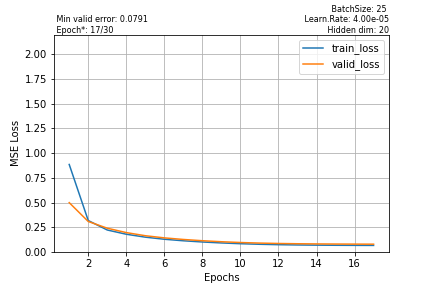 BatchSize: 25
Min valid error: 0.0791
Learn.Rate: 4.00e-05
Epoch*: 17/30
Hidden dim: 20
train_loss
valid_loss
2.00
1.75
1.50
1.25
1.00
0.75
0.50
0.25
0.00
MSE Loss
2 4 6 8 10 12 14 16
Epochs